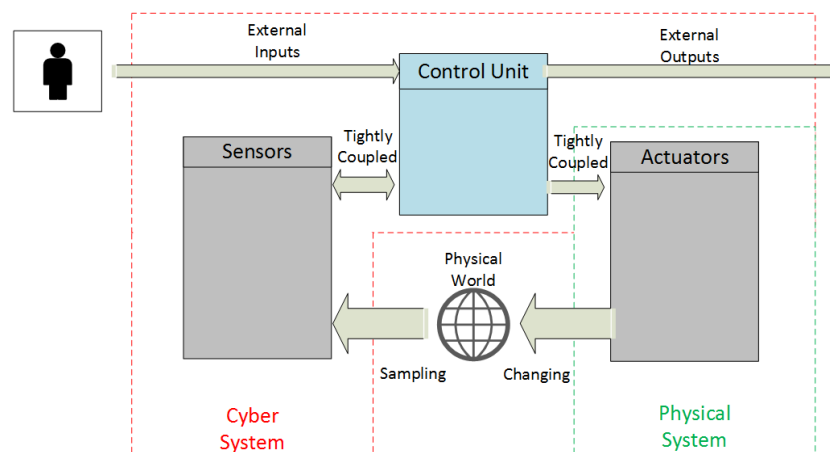 External
Inputs
Control Unit
External
Outputs
Sensors
Tightly
Coupled
Tightly
Coupled
Actuators
Physical
World
Sampling
Changing
Cyber
System
Physical
System